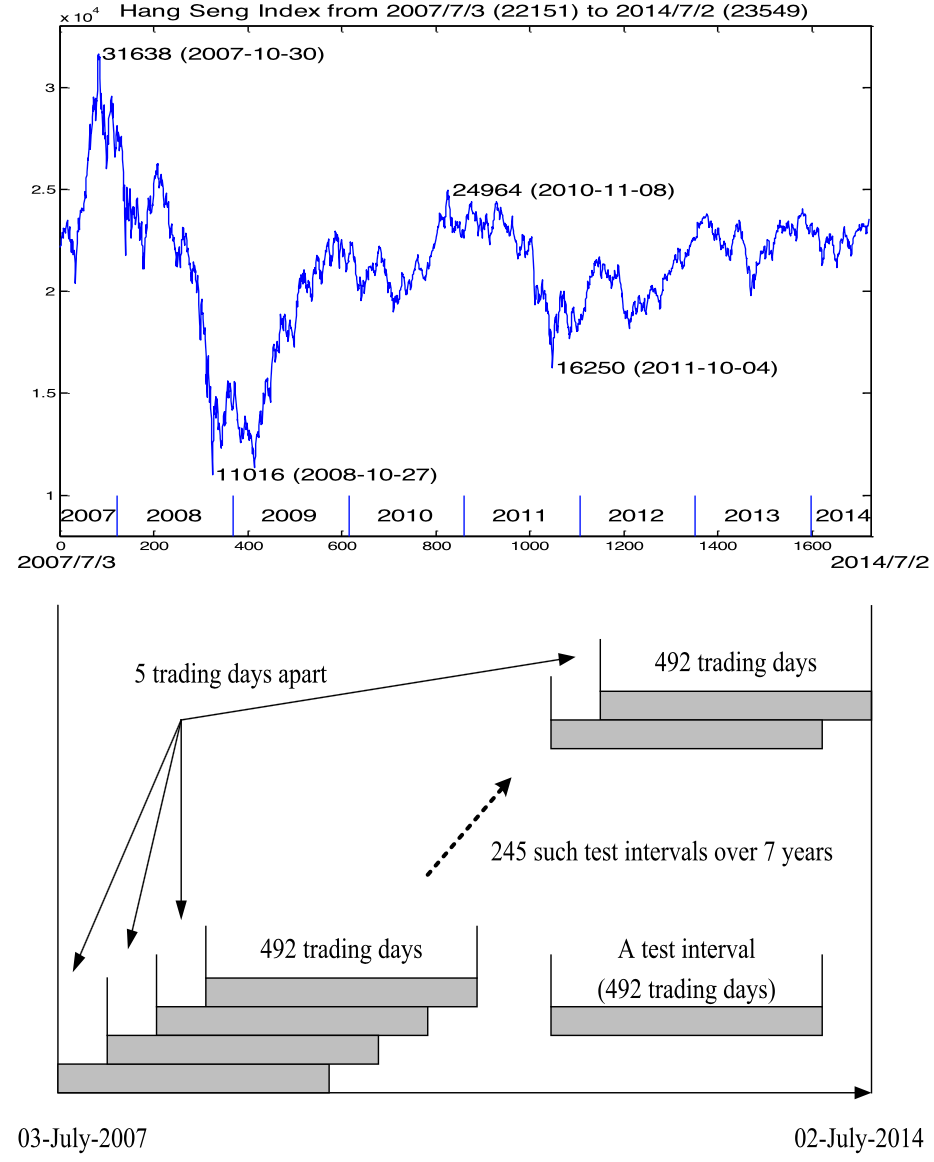 Hang Seng Index from 2007/7/3 (22151) to 2014/7/2 (23549)
x 10^4
31638 (2007-10-30)
3
2.5
24964 (2010-11-08)
2
16250 (2011-10-04)
1.5
11016 (2008-10-27)
1
2007 2008 2009 2010 2011 2012 2013 2014
0 200 400 600 800 1000 1200 1400 1600
2007/7/3 2014/7/2
5 trading days apart
492 trading days
245 such test intervals over 7 years
492 trading days
A test interval
(492 trading days)
03-July-2007 02-July-2014